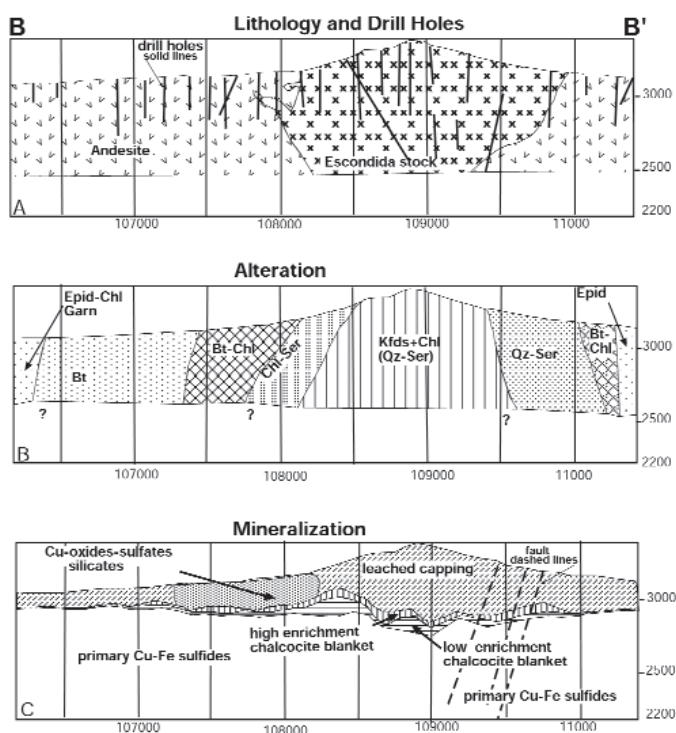 B
Lithology and Drill Holes
B'
drill holes
solid lines
Andesite
Escondida stock
3000
2500
2200
A
107000
108000
109000
11000
Alteration
Epid-Chl
Garn
Epid
Bt
Bt-Chl
Chl-Ser
Kfds+Chl
(Qz-Ser)
Qz-Ser
Bt-
Chl
?
?
3000
2500
2200
B
107000
108000
109000
11000
Mineralization
Cu-oxides-sulfates
silicates
leached capping
fault
dashed lines
high enrichment
chalcocite blanket
low enrichment
chalcocite blanket
primary Cu-Fe sulfides
primary Cu-Fe sulfides
3000
2500
2200
C
107000
108000
109000
11000